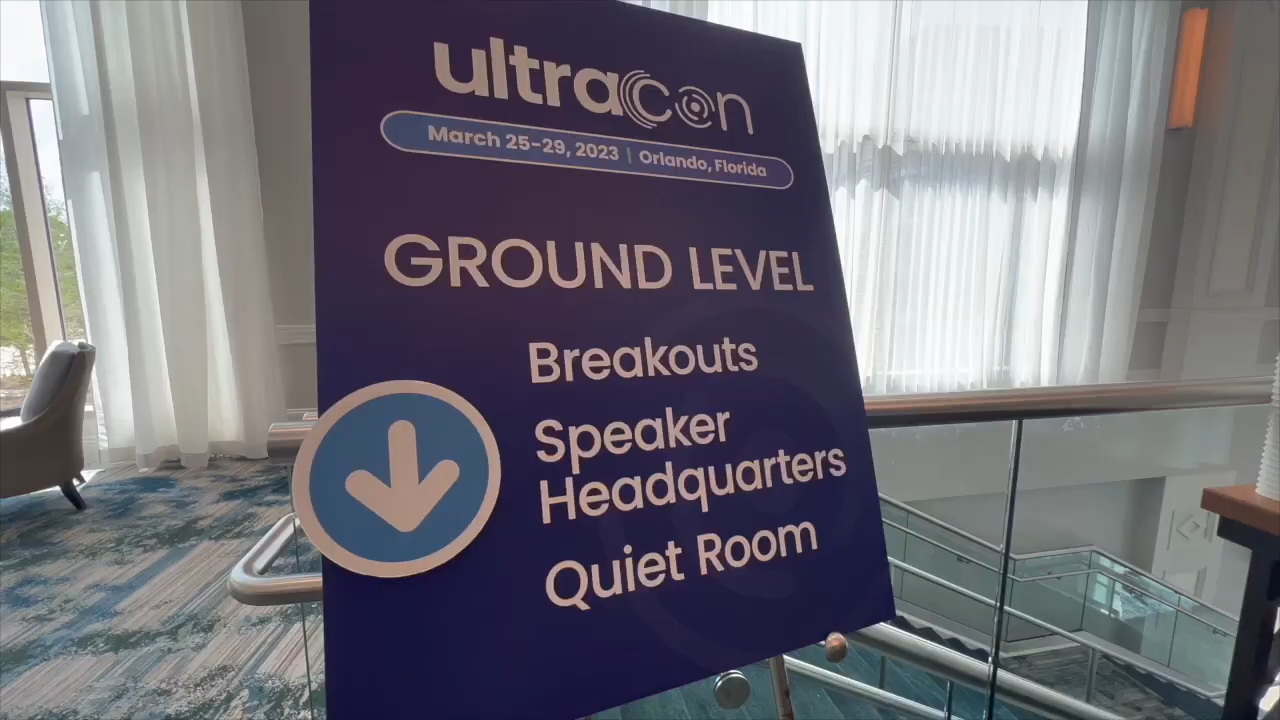 ultracon
March 25-29, 2023 | Orlando, Florida
GROUND LEVEL
Breakouts
Speaker
Headquarters
Quiet Room